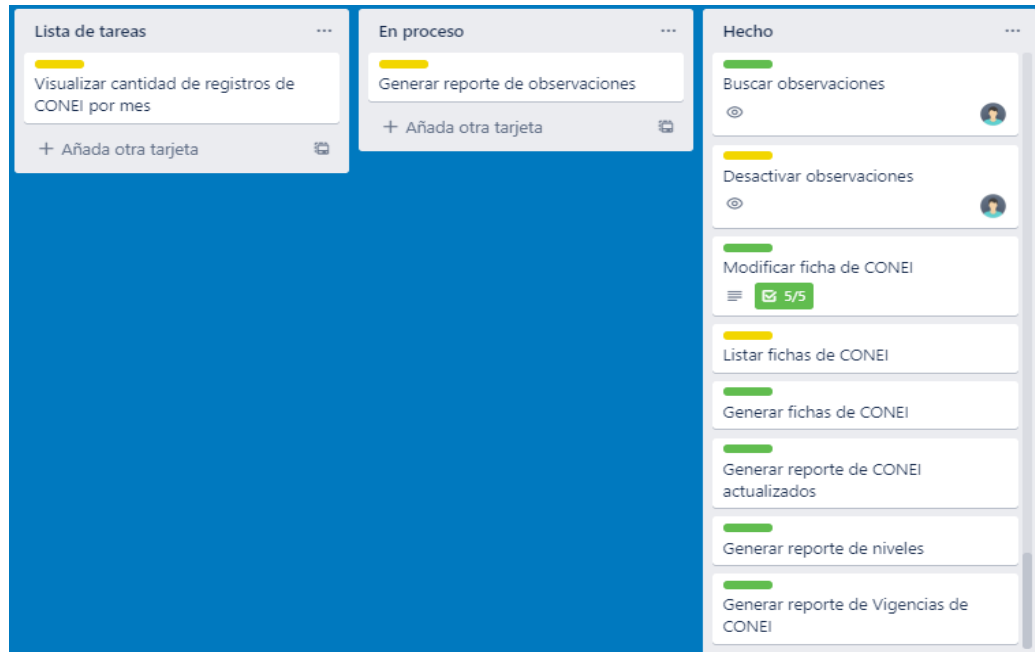 Lista de tareas
Visualizar cantidad de registros de
CONEI por mes
+ Añada otra tarjeta
En proceso
Generar reporte de observaciones
+ Añada otra tarjeta
Hecho
Buscar observaciones
Desactivar observaciones
Modificar ficha de CONEI
5/5
Listar fichas de CONEI
Generar fichas de CONEI
Generar reporte de CONEI
actualizados
Generar reporte de niveles
Generar reporte de Vigencias de
CONEI